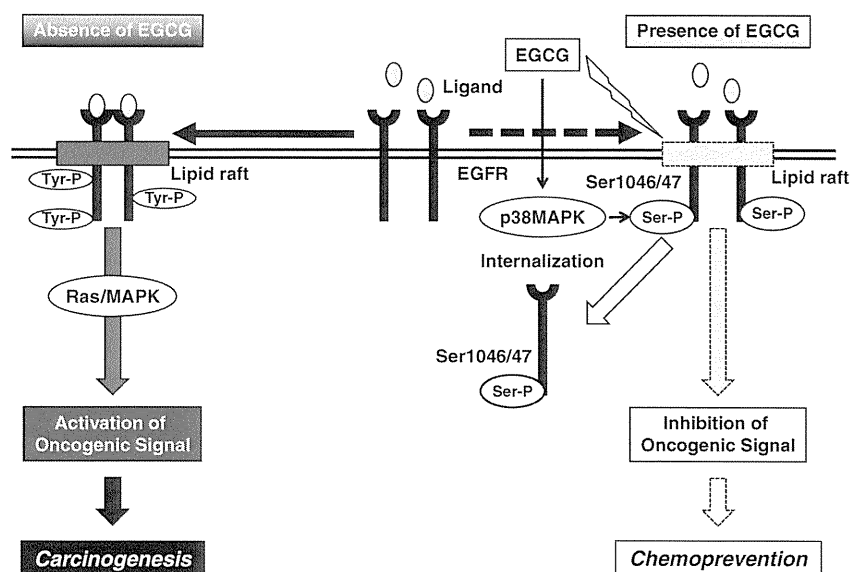 Absence of EGCG
Presence of EGCG
EGCG
Ligand
Lipid raft
EGFR
Lipid raft
Tyr-P
Tyr-P
Tyr-P
Ser1046/47
p38MAPK
Ser-P
Ser-P
Internalization
Ras/MAPK
Ser1046/47
Ser-P
Activation of
Oncogenic Signal
Inhibition of
Oncogenic Signal
Carcinogenesis
Chemoprevention